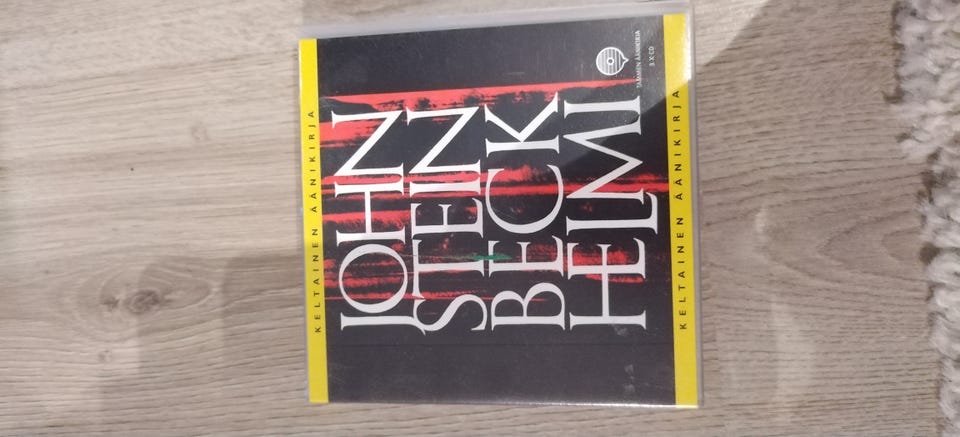 KELTAINEN ÄÄNIKIRJA
JOHN
STEIN
BECK
HELMI
TAMMEN ÄÄNIKIRJA
3 X CD
KELTAINEN ÄÄNIKIRJA